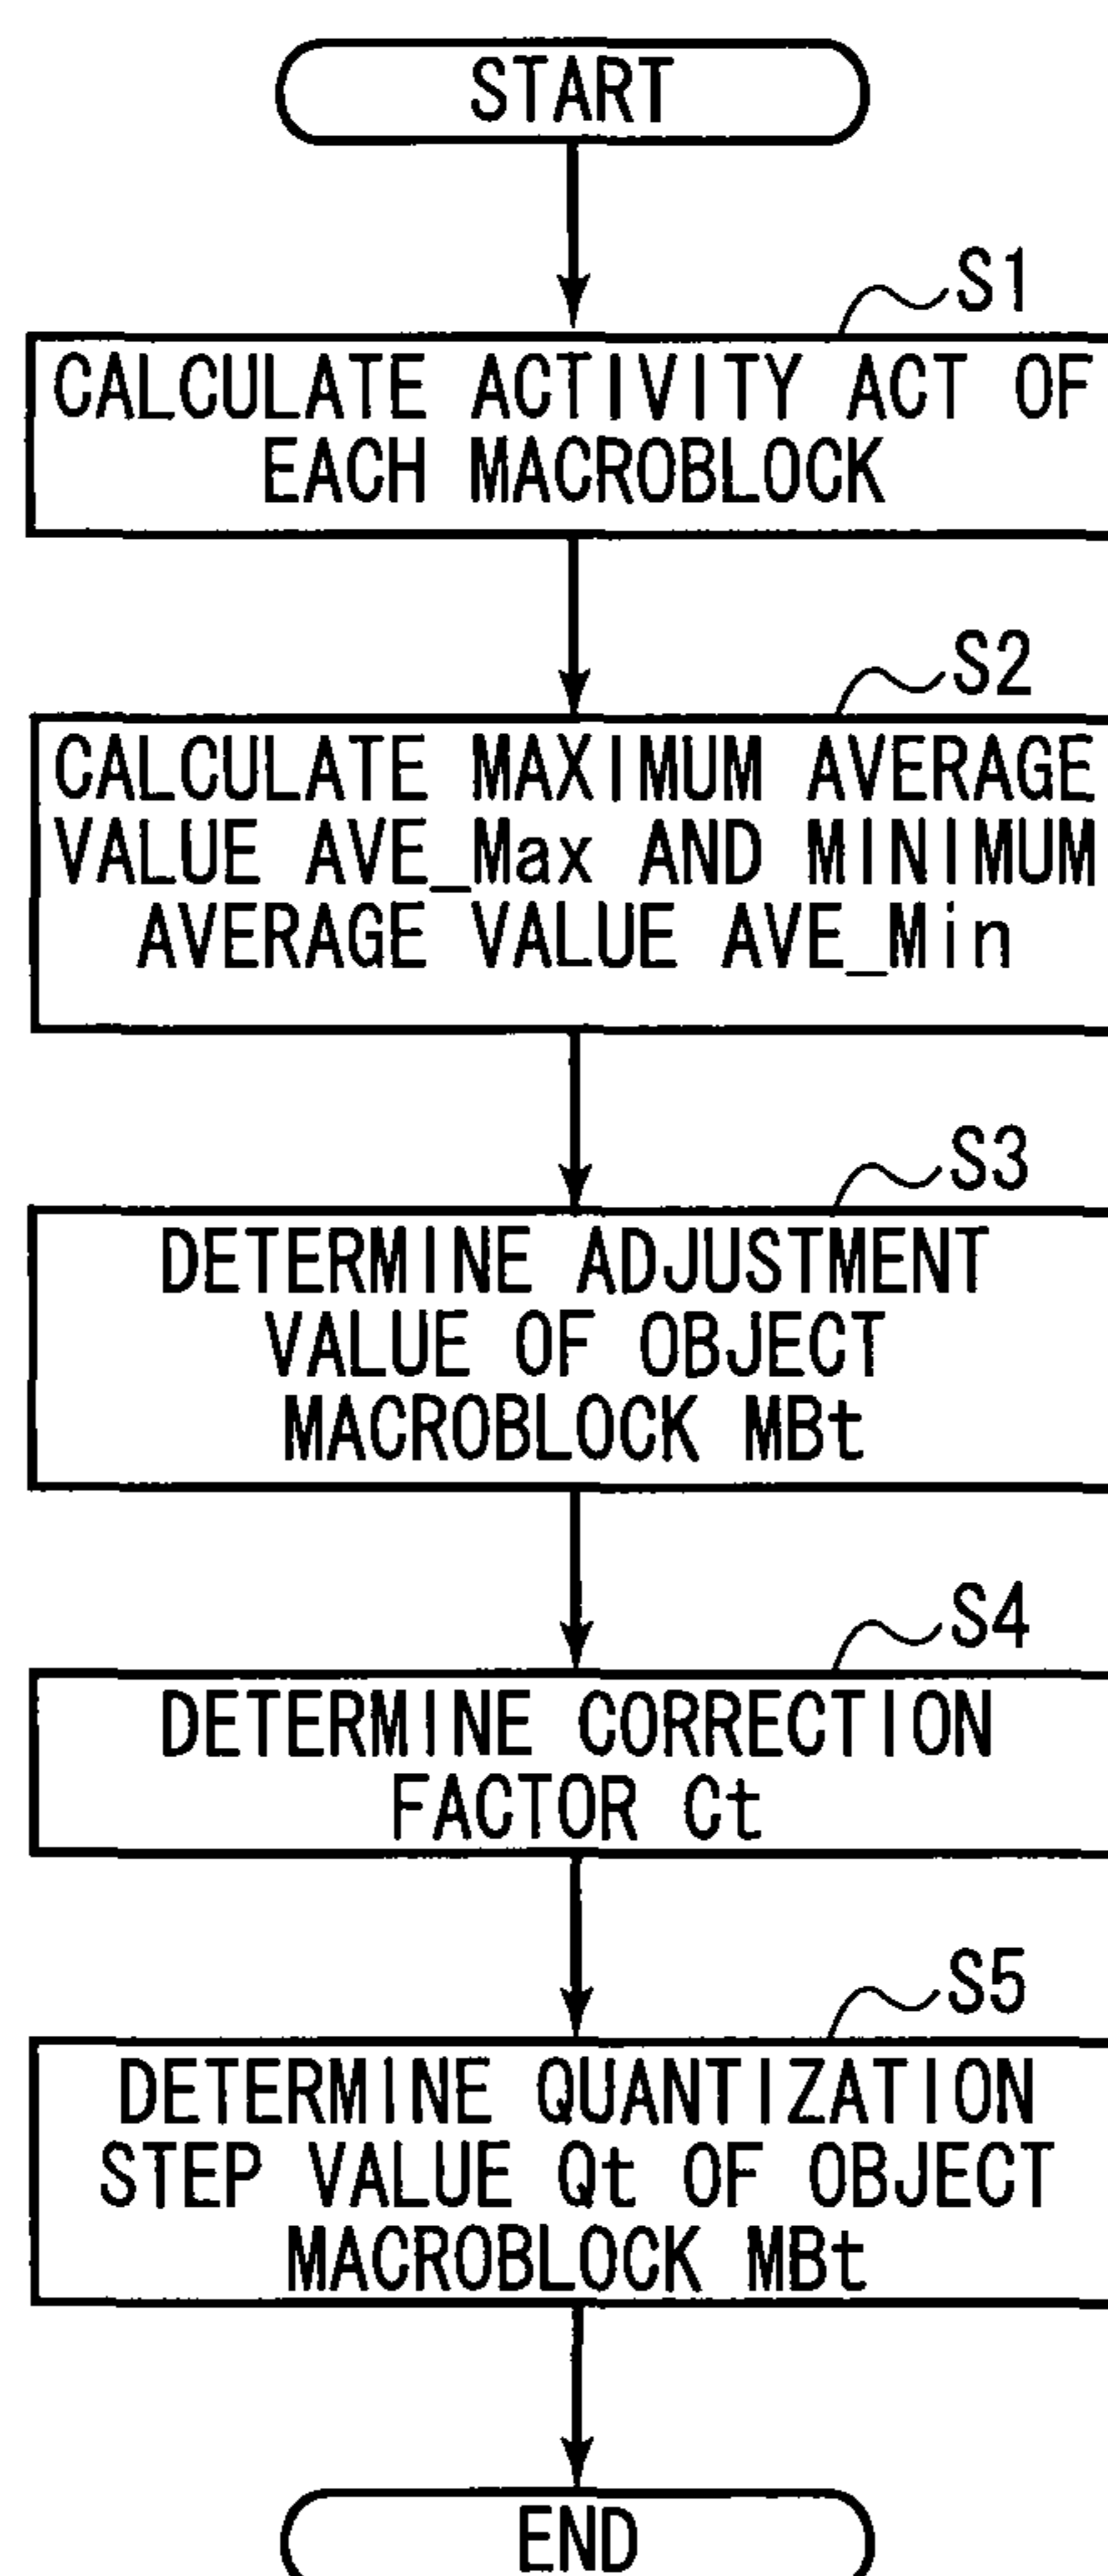 START
S1
CALCULATE ACTIVITY ACT OF
EACH MACROBLOCK
S2
CALCULATE MAXIMUM AVERAGE
VALUE AVE_Max AND MINIMUM
AVERAGE VALUE AVE_Min
S3
DETERMINE ADJUSTMENT
VALUE OF OBJECT
MACROBLOCK MBt
S4
DETERMINE CORRECTION
FACTOR Ct
S5
DETERMINE QUANTIZATION
STEP VALUE Qt OF OBJECT
MACROBLOCK MBt
END